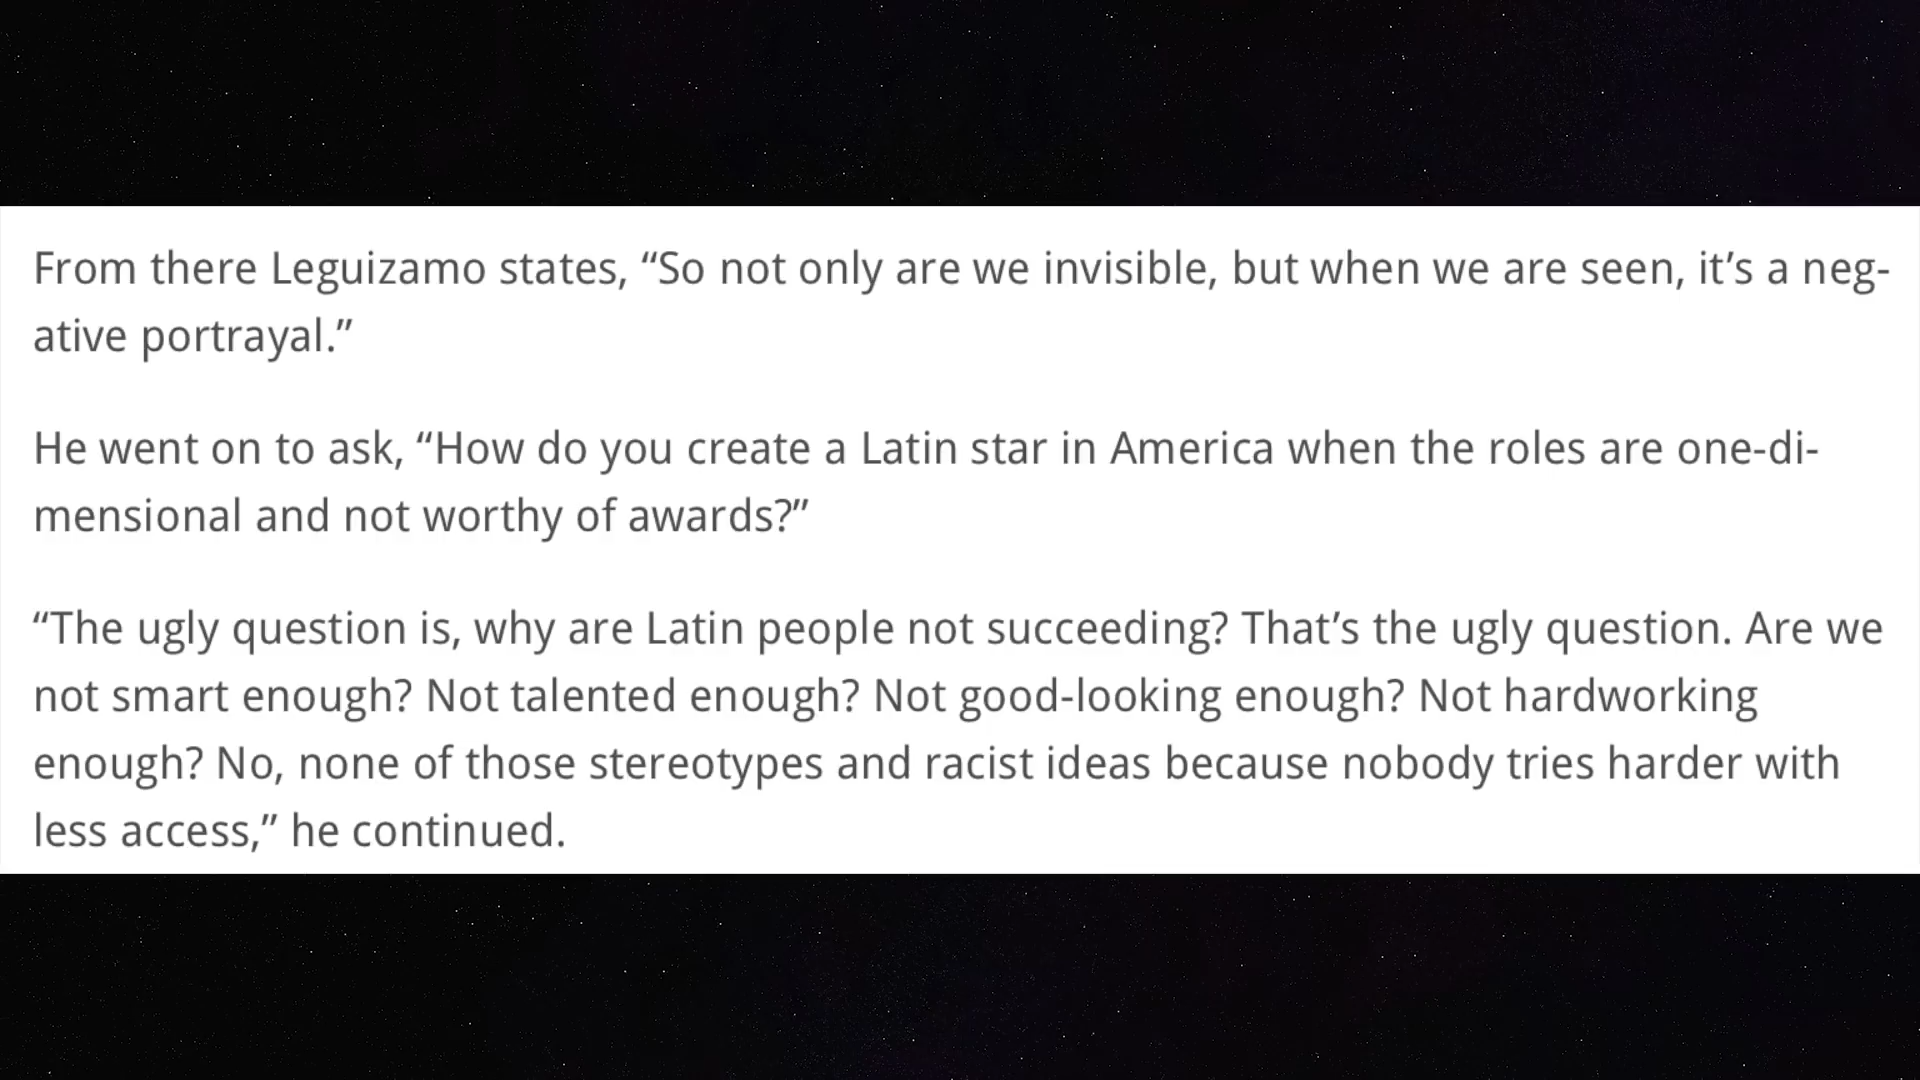 From there Leguizamo states, “So not only are we invisible, but when we are seen, it’s a neg-
ative portrayal.”
He went on to ask, “How do you create a Latin star in America when the roles are one-di-
mensional and not worthy of awards?”
“The ugly question is, why are Latin people not succeeding? That’s the ugly question. Are we
not smart enough? Not talented enough? Not good-looking enough? Not hardworking
enough? No, none of those stereotypes and racist ideas because nobody tries harder with
less access,” he continued.